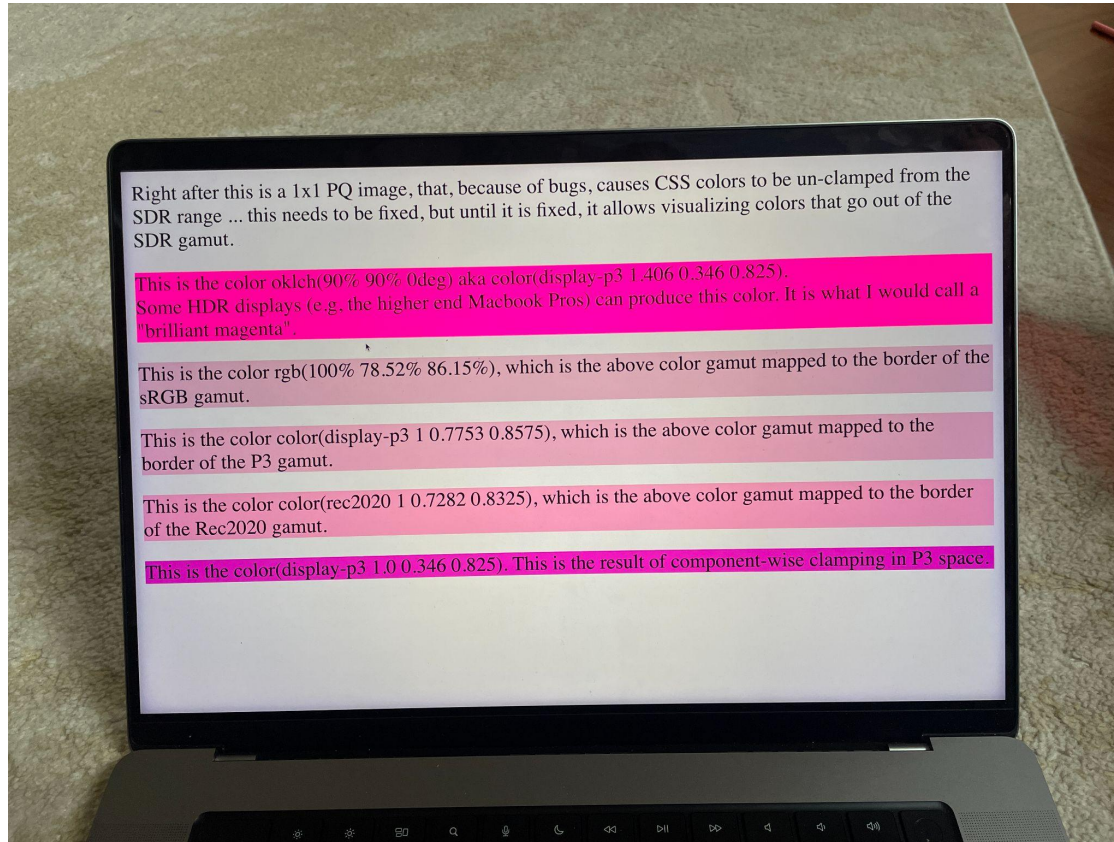 Right after this is a 1x1 PQ image, that, because of bugs, causes CSS colors to be un-clamped from the
SDR range ... this needs to be fixed, but until it is fixed, it allows visualizing colors that go out of the
SDR gamut.
This is the color oklch(90% 90% 0deg) aka color(display-p3 1.406 0.346 0.825).
Some HDR displays (e.g. the higher end Macbook Pros) can produce this color. It is what I would call a
"brilliant magenta".
This is the color rgb(100% 78.52% 86.15%), which is the above color gamut mapped to the border of the
sRGB gamut.
This is the color color(display-p3 1 0.7753 0.8575), which is the above color gamut mapped to the
border of the P3 gamut.
This is the color color(rec2020 1 0.7282 0.8325), which is the above color gamut mapped to the border
of the Rec2020 gamut.
This is the color(display-p3 1.0 0.346 0.825). This is the result of component-wise clamping in P3 space.